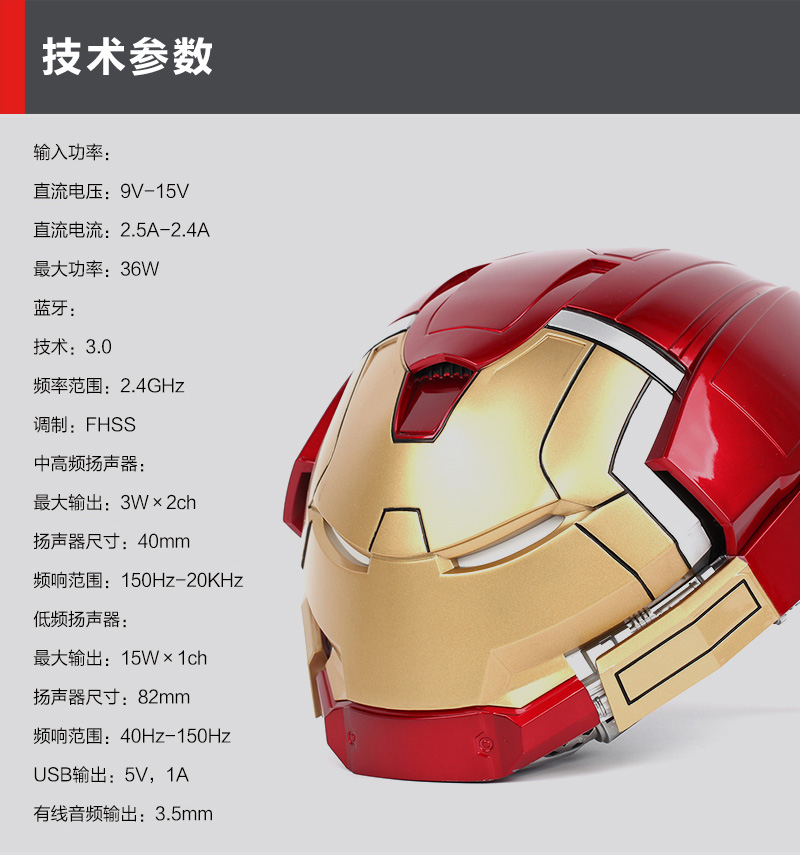 技术参数
输入功率：
直流电压：9V-15V
直流电流：2.5A-2.4A
最大功率：36W
蓝牙：
技术：3.0
频率范围：2.4GHz
调制：FHSS
中高频扬声器：
最大输出：3W×2ch
扬声器尺寸：40mm
频响范围：150Hz-20KHz
低频扬声器：
最大输出：15W×1ch
扬声器尺寸：82mm
频响范围：40Hz-150Hz
USB输出：5V，1A
有线音频输出：3.5mm